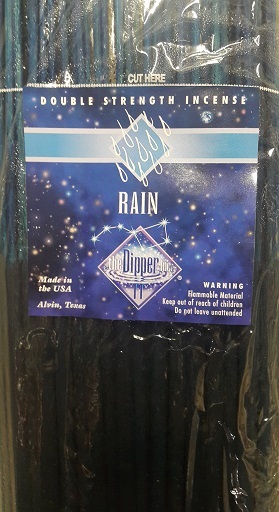 CUT HERE
DOUBLE STRENGTH INCENSE
RAIN
The Dipper
®
Made in
the USA
Alvin, Texas
WARNING
Flammable Material
Keep out of reach of children
Do not leave unattended